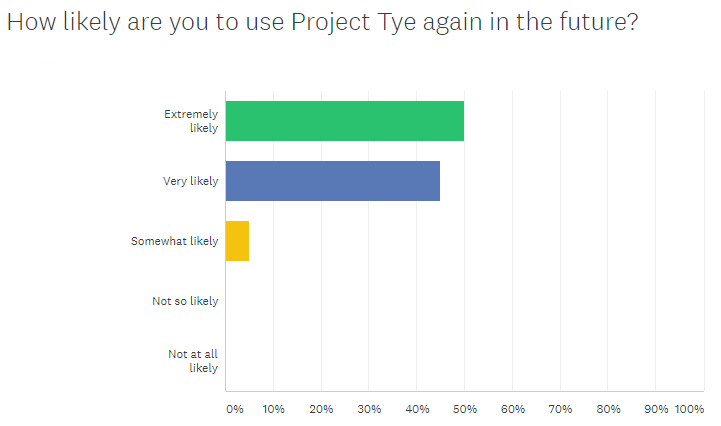 How likely are you to use Project Tye again in the future?
Extremely
likely
Very likely
Somewhat likely
Not so likely
Not at all
likely
0% 10% 20% 30% 40% 50% 60% 70% 80% 90% 100%